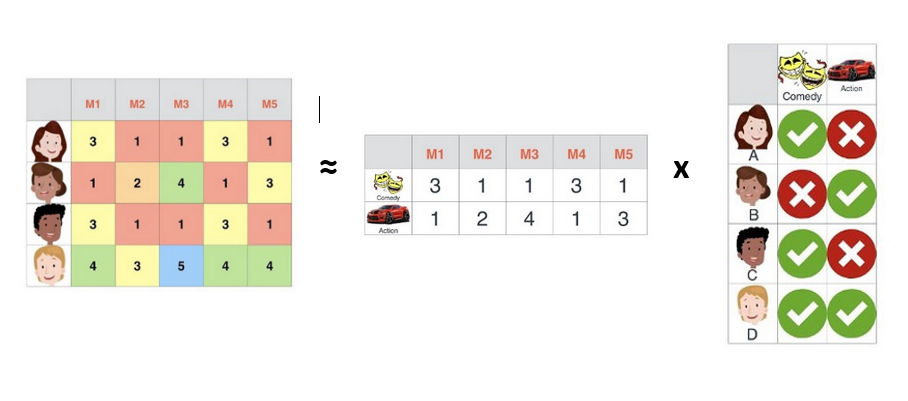 M1 M2 M3 M4 M5
3 1 1 3 1
1 2 4 1 3
3 1 1 3 1
4 3 5 4 4
≈
M1 M2 M3 M4 M5
Comedy 3 1 1 3 1
Action 1 2 4 1 3
x
Comedy Action
A
B
C
D